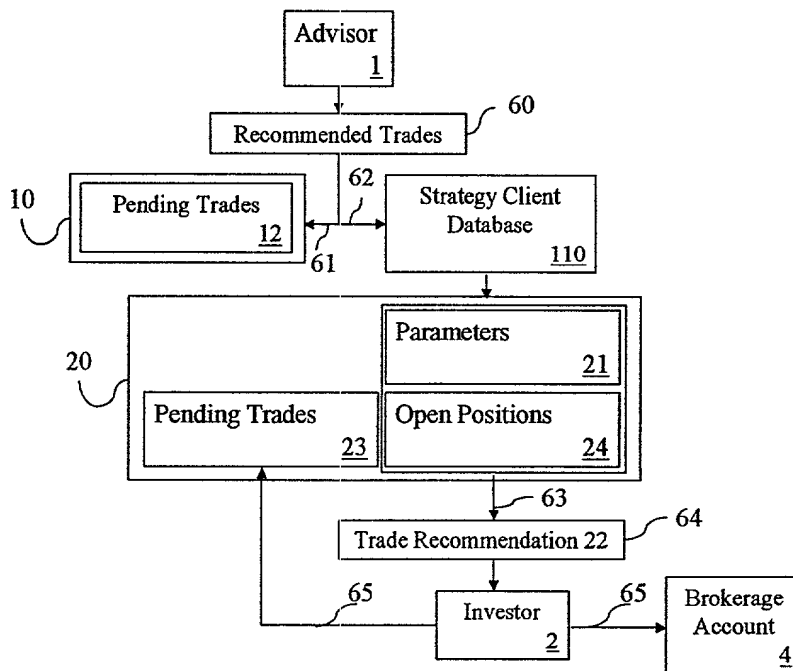 Advisor
1
60
Recommended Trades
62
10
Pending Trades
12
61
Strategy Client
Database
110
20
Parameters
21
Pending Trades
23
Open Positions
24
63
64
Trade Recommendation 22
65
Investor
2
65
Brokerage
Account
4